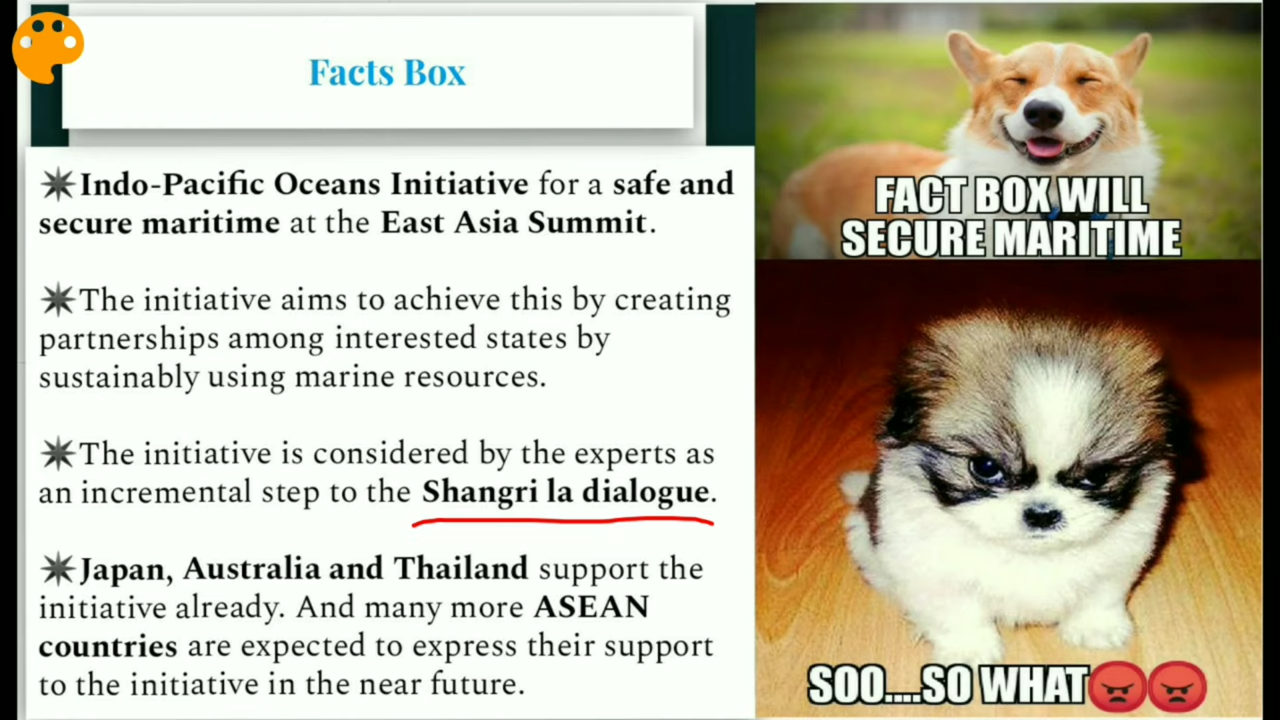 Facts Box
✷Indo-Pacific Oceans Initiative for a safe and
secure maritime at the East Asia Summit.
✷The initiative aims to achieve this by creating
partnerships among interested states by
sustainably using marine resources.
✷The initiative is considered by the experts as
an incremental step to the Shangri la dialogue.
✷Japan, Australia and Thailand support the
initiative already. And many more ASEAN
countries are expected to express their support
to the initiative in the near future.
FACT BOX WILL
SECURE MARITIME
SOO....SO WHAT😡😡